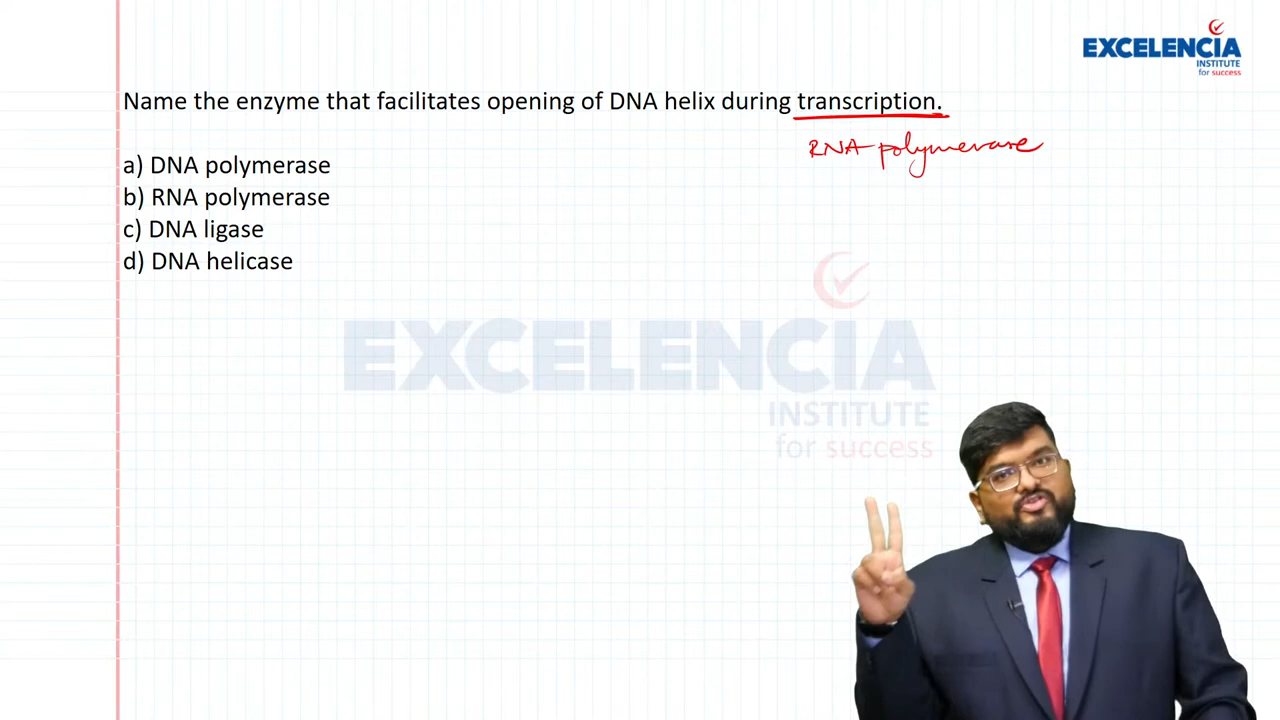 EXCELENCIA
INSTITUTE
for success
Name the enzyme that facilitates opening of DNA helix during transcription.
RNA polymerase
a) DNA polymerase
b) RNA polymerase
c) DNA ligase
d) DNA helicase
EXCELENCIA
INSTITUTE
for success